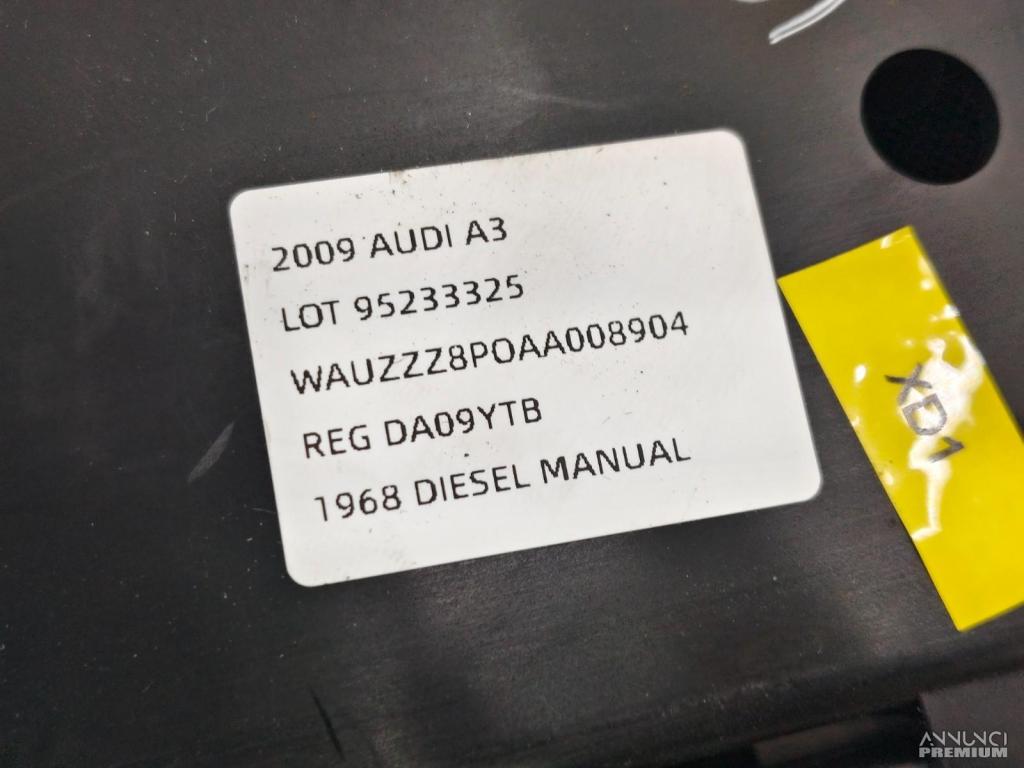 2009 AUDI A3
LOT 95233325
WAUZZZ8P0AA008904
REG DA09YTB
1968 DIESEL MANUAL
XD1
ANNUNCI
PREMIUM